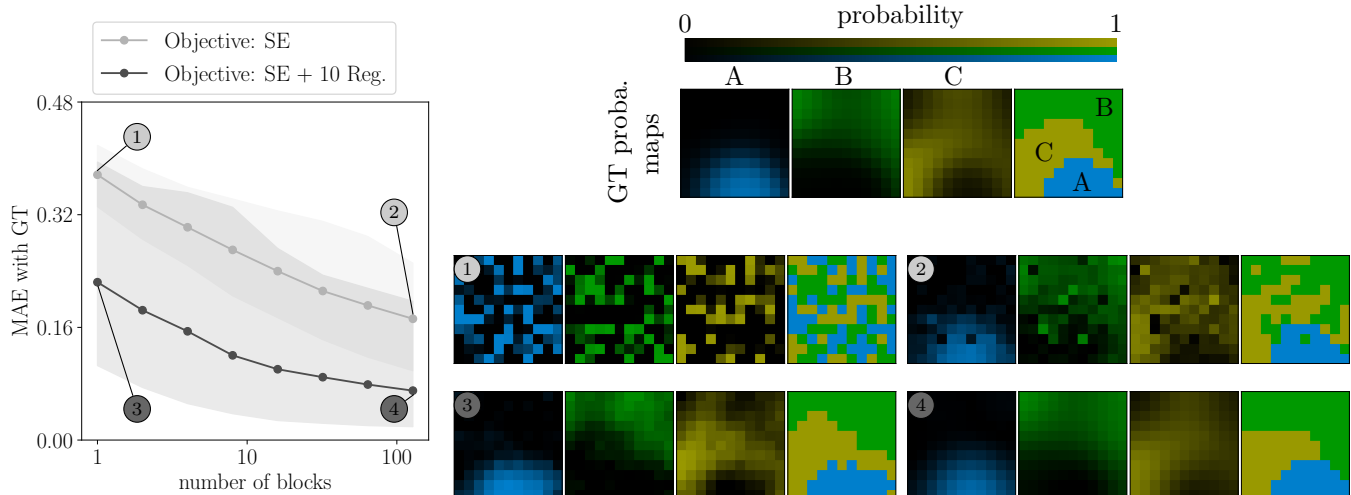 Objective: SE
Objective: SE + 10 Reg.
0.48
0.32
0.16
0.00
MAE with GT
1
10
100
number of blocks
1
2
3
4
probability
0
1
A
B
C
GT proba.
maps
B
C
A
1
2
3
4